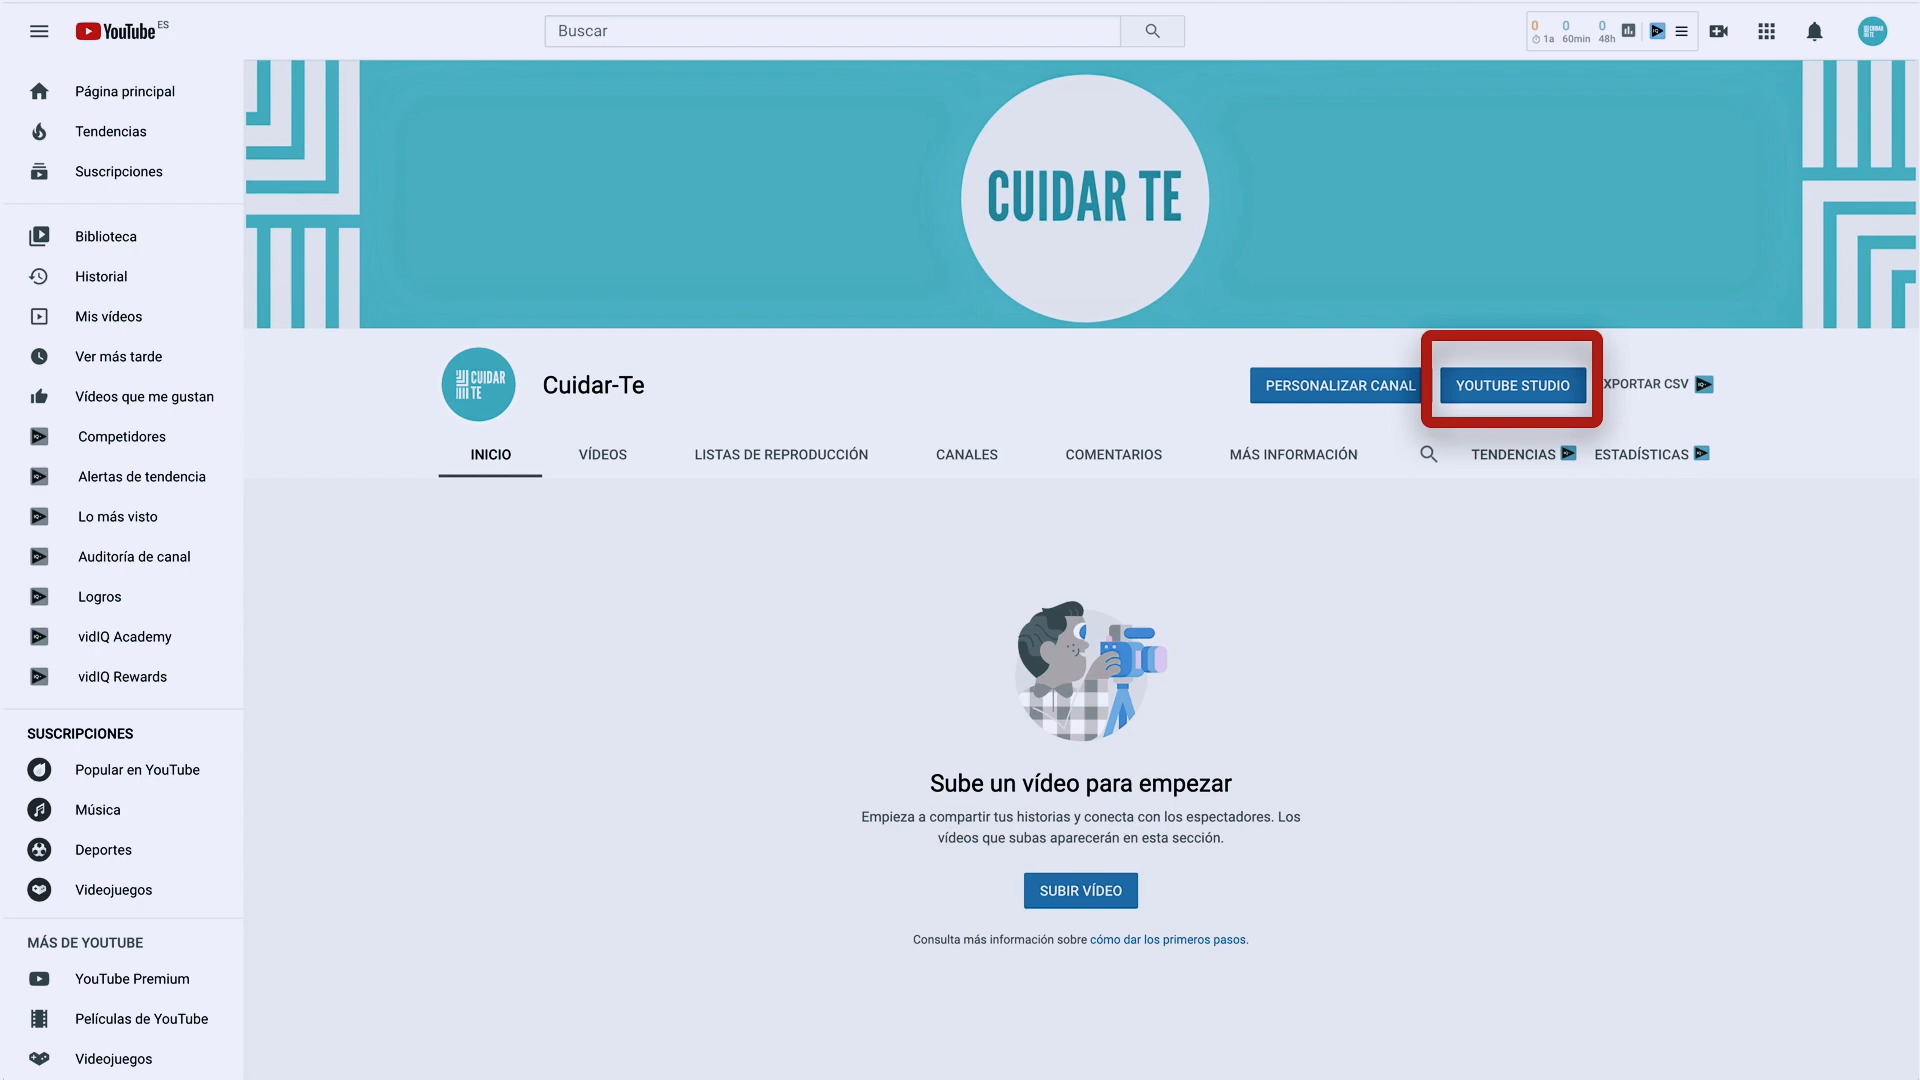 YouTube ES
Buscar
0 0 0
1a 60min 48h
Página principal
Tendencias
Suscripciones
Biblioteca
Historial
Mis vídeos
Ver más tarde
Vídeos que me gustan
Competidores
Alertas de tendencia
Lo más visto
Auditoría de canal
Logros
vidIQ Academy
vidIQ Rewards
SUSCRIPCIONES
Popular en YouTube
Música
Deportes
Videojuegos
MÁS DE YOUTUBE
YouTube Premium
Películas de YouTube
Videojuegos
CUIDAR TE
CUIDAR
TE
Cuidar-Te
PERSONALIZAR CANAL
YOUTUBE STUDIO
XPORTAR CSV
INICIO
VÍDEOS
LISTAS DE REPRODUCCIÓN
CANALES
COMENTARIOS
MÁS INFORMACIÓN
TENDENCIAS
ESTADÍSTICAS
Sube un vídeo para empezar
Empieza a compartir tus historias y conecta con los espectadores. Los
vídeos que subas aparecerán en esta sección.
SUBIR VÍDEO
Consulta más información sobre cómo dar los primeros pasos.